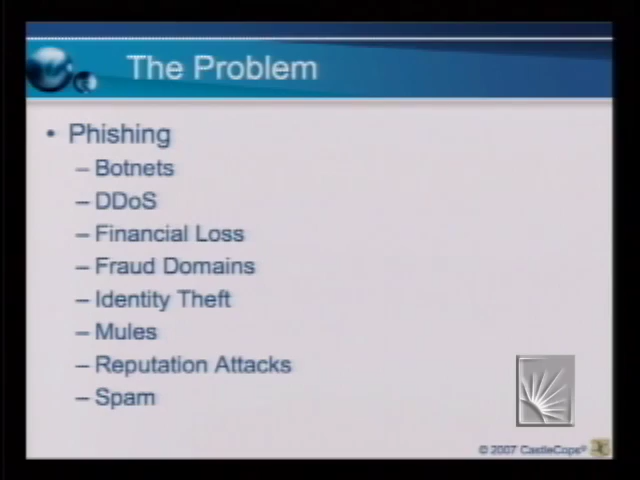 The Problem
• Phishing
– Botnets
– DDoS
– Financial Loss
– Fraud Domains
– Identity Theft
– Mules
– Reputation Attacks
– Spam
© 2007 CastleCops®